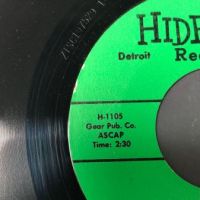 HIDE
Detroit Re
H-1105
Gear Pub. Co.
ASCAP
Time: 2:30